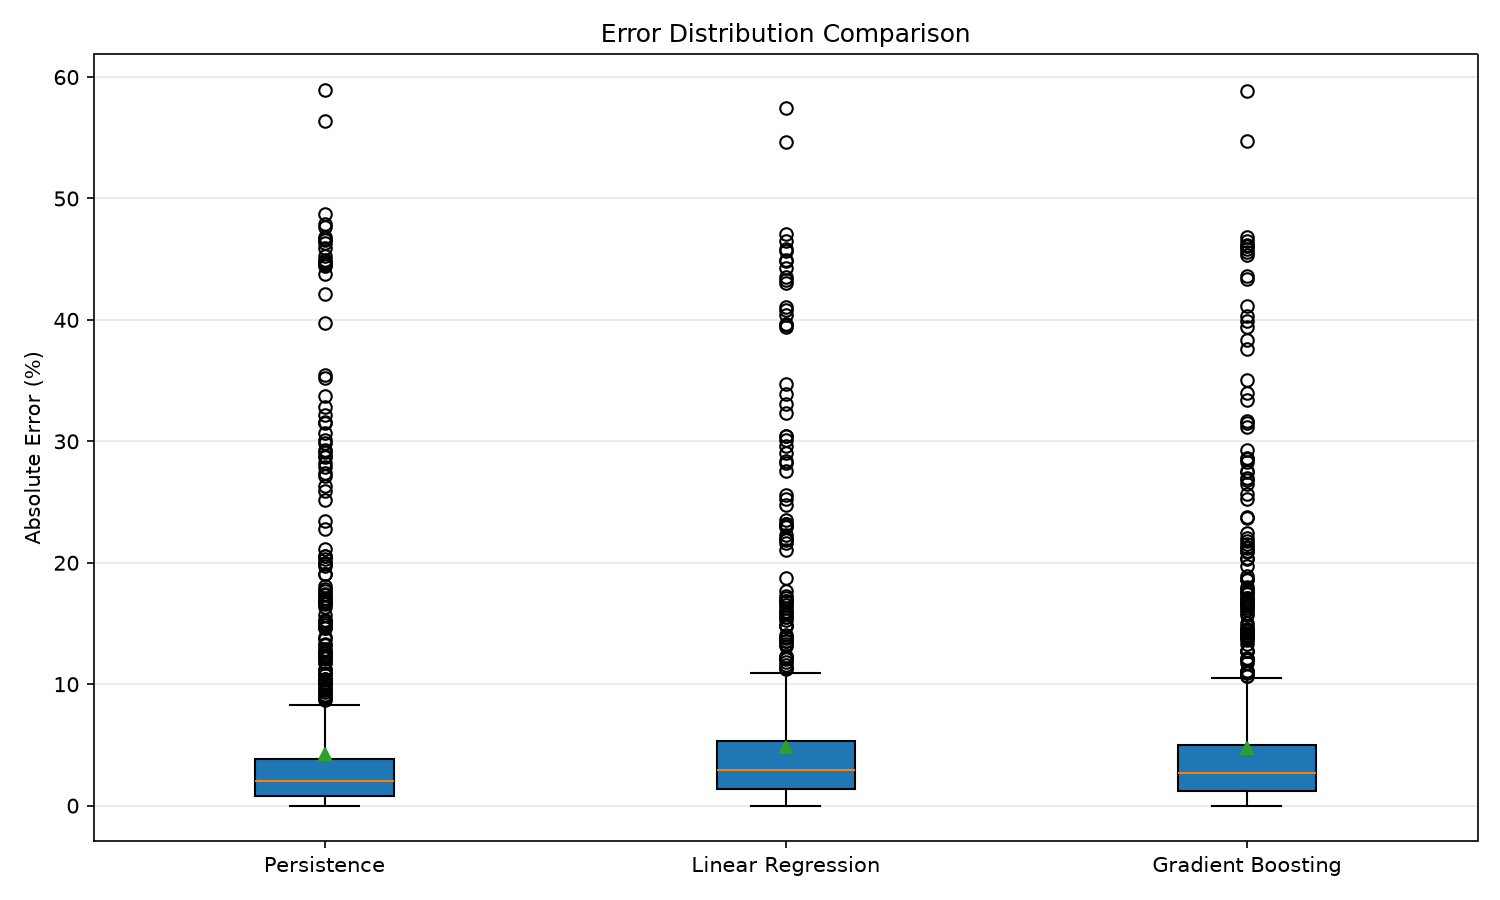 Error Distribution Comparison
Absolute Error (%)
60
50
40
30
20
10
0
Persistence
Linear Regression
Gradient Boosting